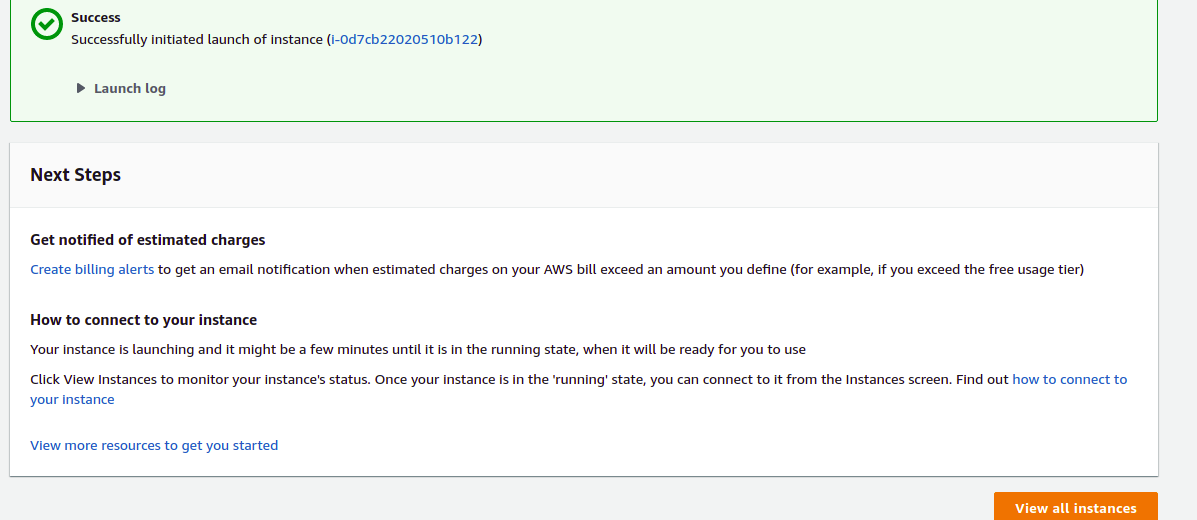 Success
Successfully initiated launch of instance (i-0d7cb22020510b122)
Launch log
Next Steps
Get notified of estimated charges
Create billing alerts to get an email notification when estimated charges on your AWS bill exceed an amount you define (for example, if you exceed the free usage tier)
How to connect to your instance
Your instance is launching and it might be a few minutes until it is in the running state, when it will be ready for you to use
Click View Instances to monitor your instance's status. Once your instance is in the 'running' state, you can connect to it from the Instances screen. Find out how to connect to
your instance
View more resources to get you started
View all instances